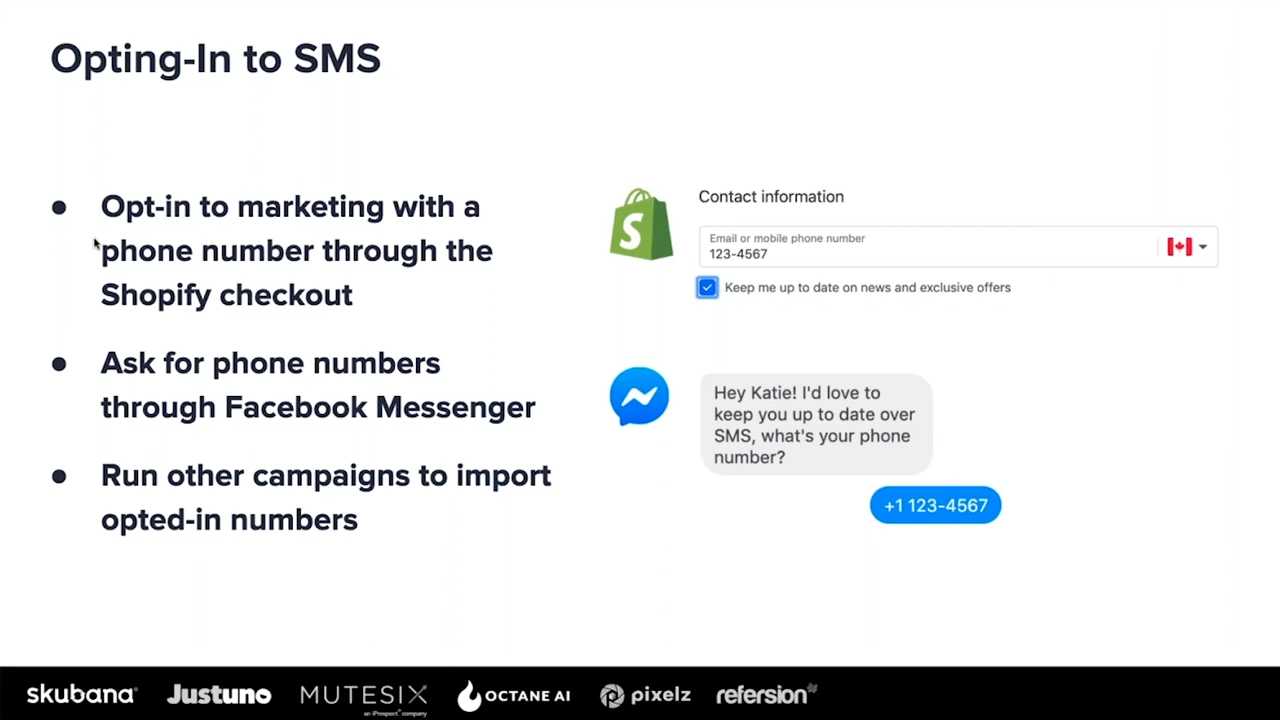 Opting-In to SMS
Opt-in to marketing with a
phone number through the
Shopify checkout
Ask for phone numbers
through Facebook Messenger
Run other campaigns to import
opted-in numbers
S
Contact information
Email or mobile phone number
123-4567
Keep me up to date on news and exclusive offers
Hey Katie! I'd love to
keep you up to date over
SMS, what's your phone
number?
+1 123-4567
skubana Justuno MUTESIX OCTANE AI pixelz refersion
an iProspect company